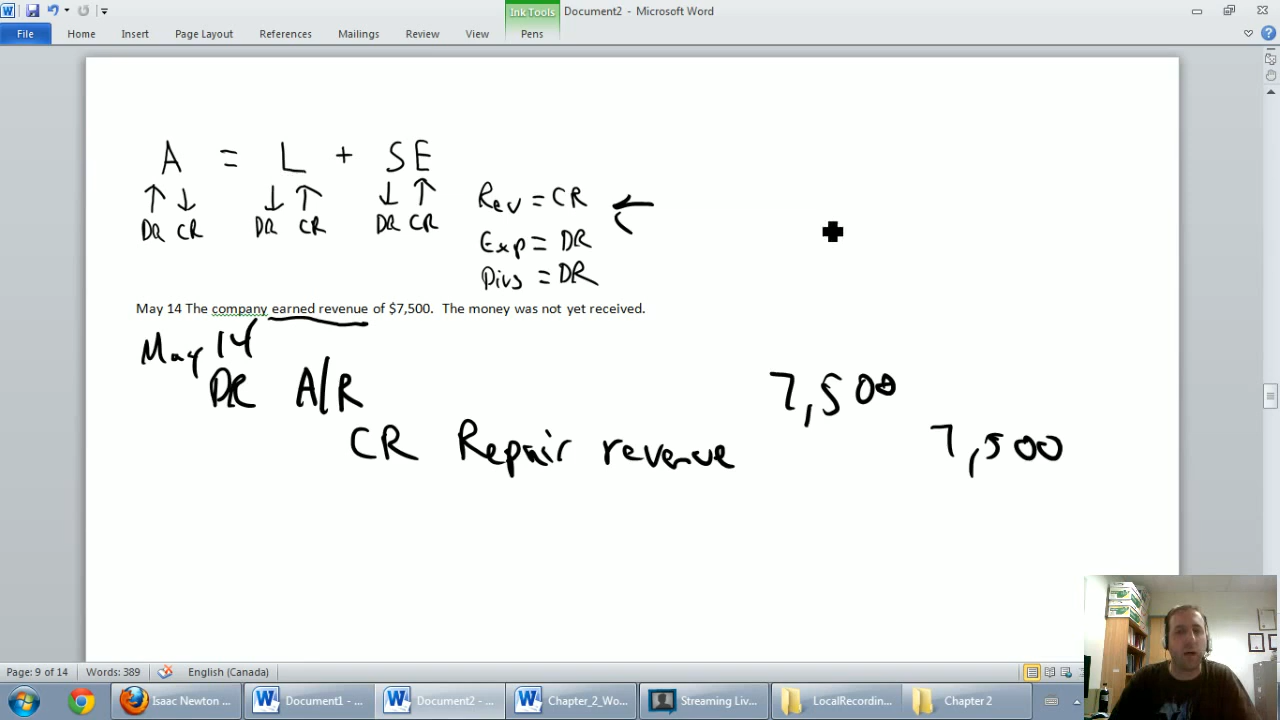 Ink Tools Document2 - Microsoft Word
File Home Insert Page Layout References Mailings Review View Pens
A = L + SE
DR CR DR CR DR CR
Rev = CR
Exp = DR
Divs = DR
May 14 The company earned revenue of $7,500. The money was not yet received.
May 14
DR A/R 7,500
CR Repair revenue 7,500
Page: 9 of 14 Words: 389 English (Canada)
Isaac Newton ... Document1 - ... Document2 - ... Chapter_2_Wo... Streaming Liv... LocalRecordin... Chapter 2